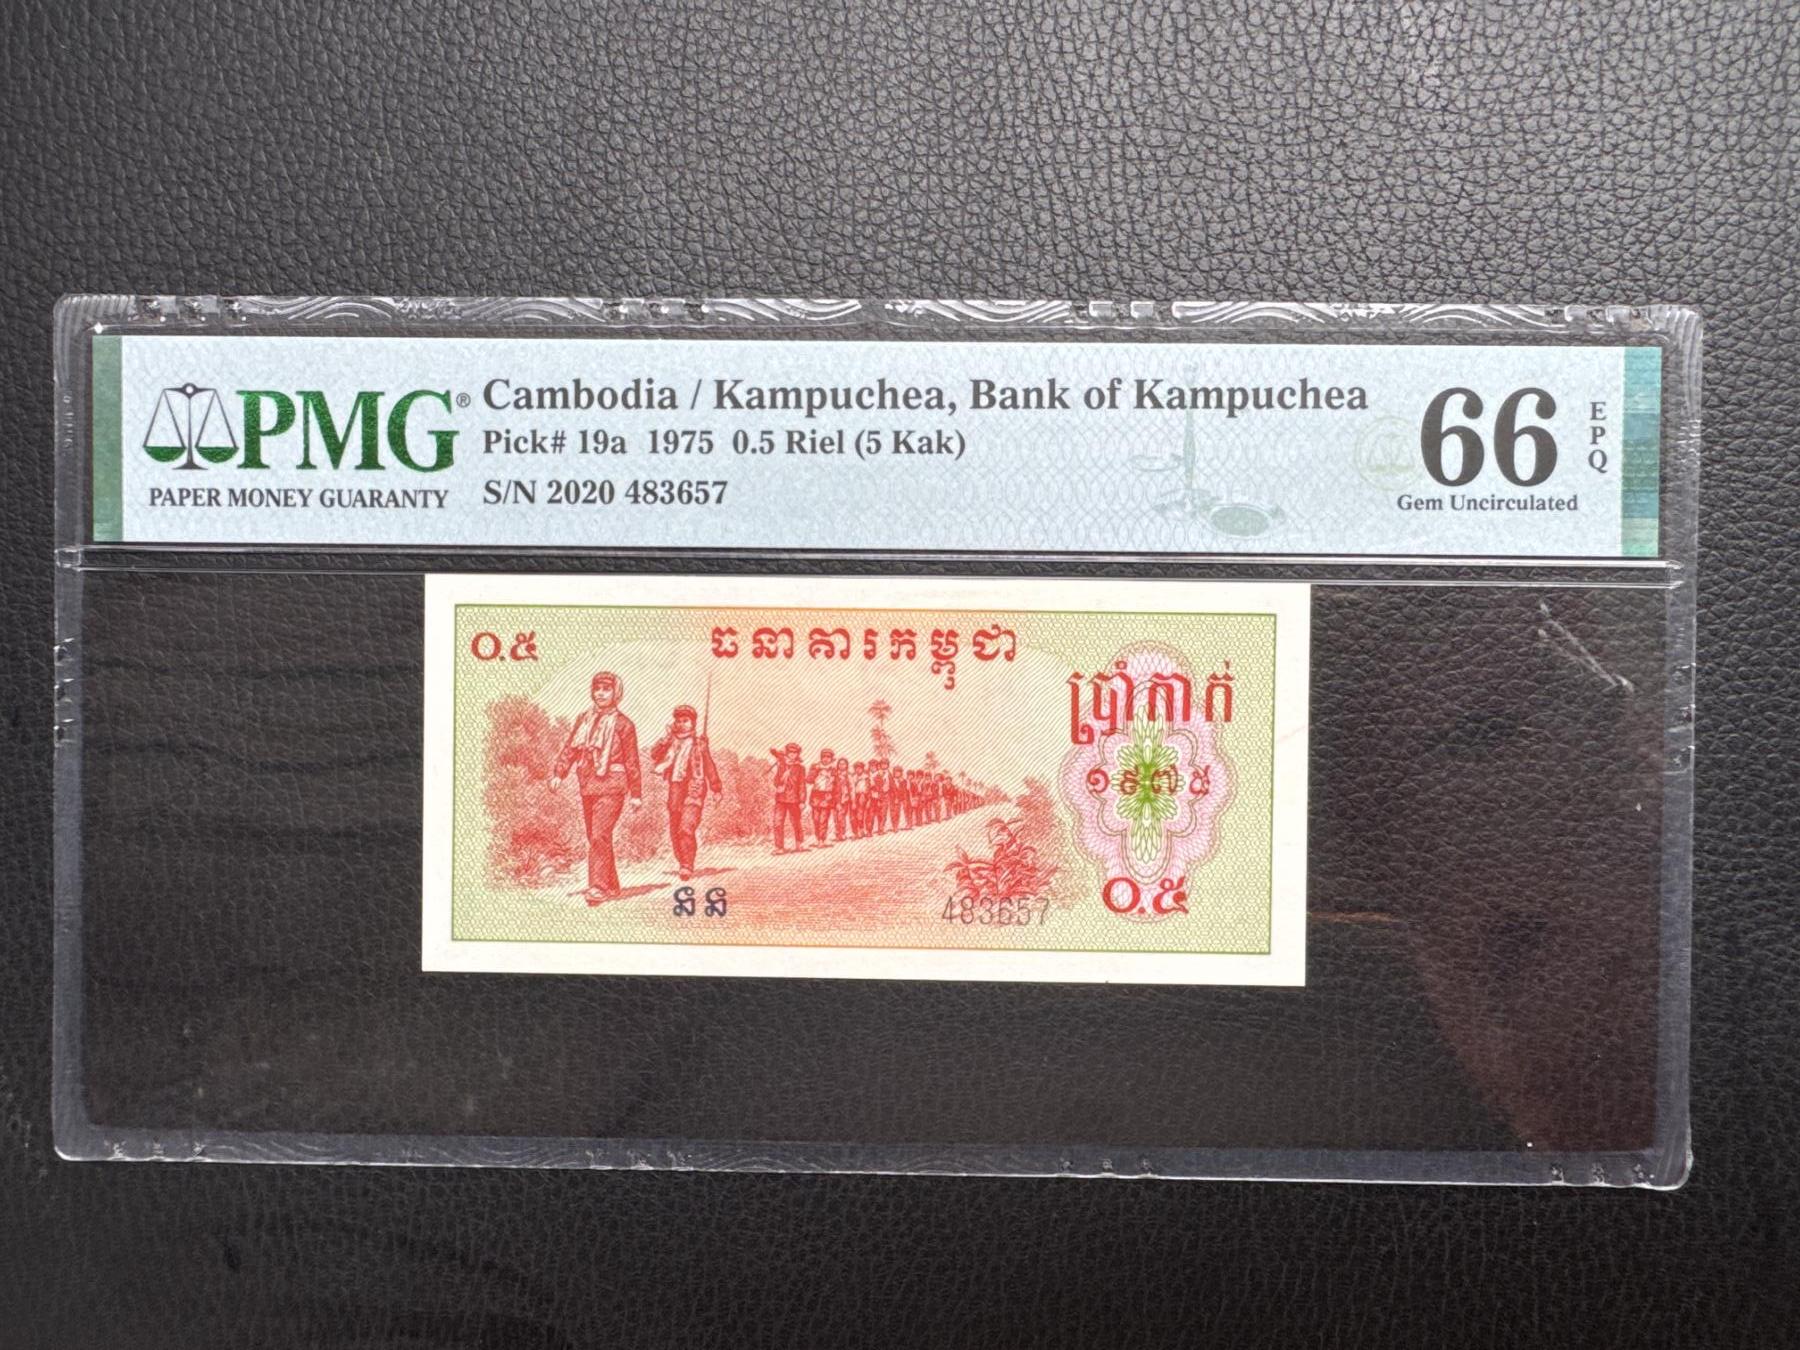 PMG®
PAPER MONEY GUARANTY
Cambodia / Kampuchea, Bank of Kampuchea
Pick# 19a 1975 0.5 Riel (5 Kak)
S/N 2020 483657
66
EPQ
Gem Uncirculated
០.៥
ធនាគារកម្ពុជា
ប្រាំកាក់
១៩៧៥
នន
483657
០.៥